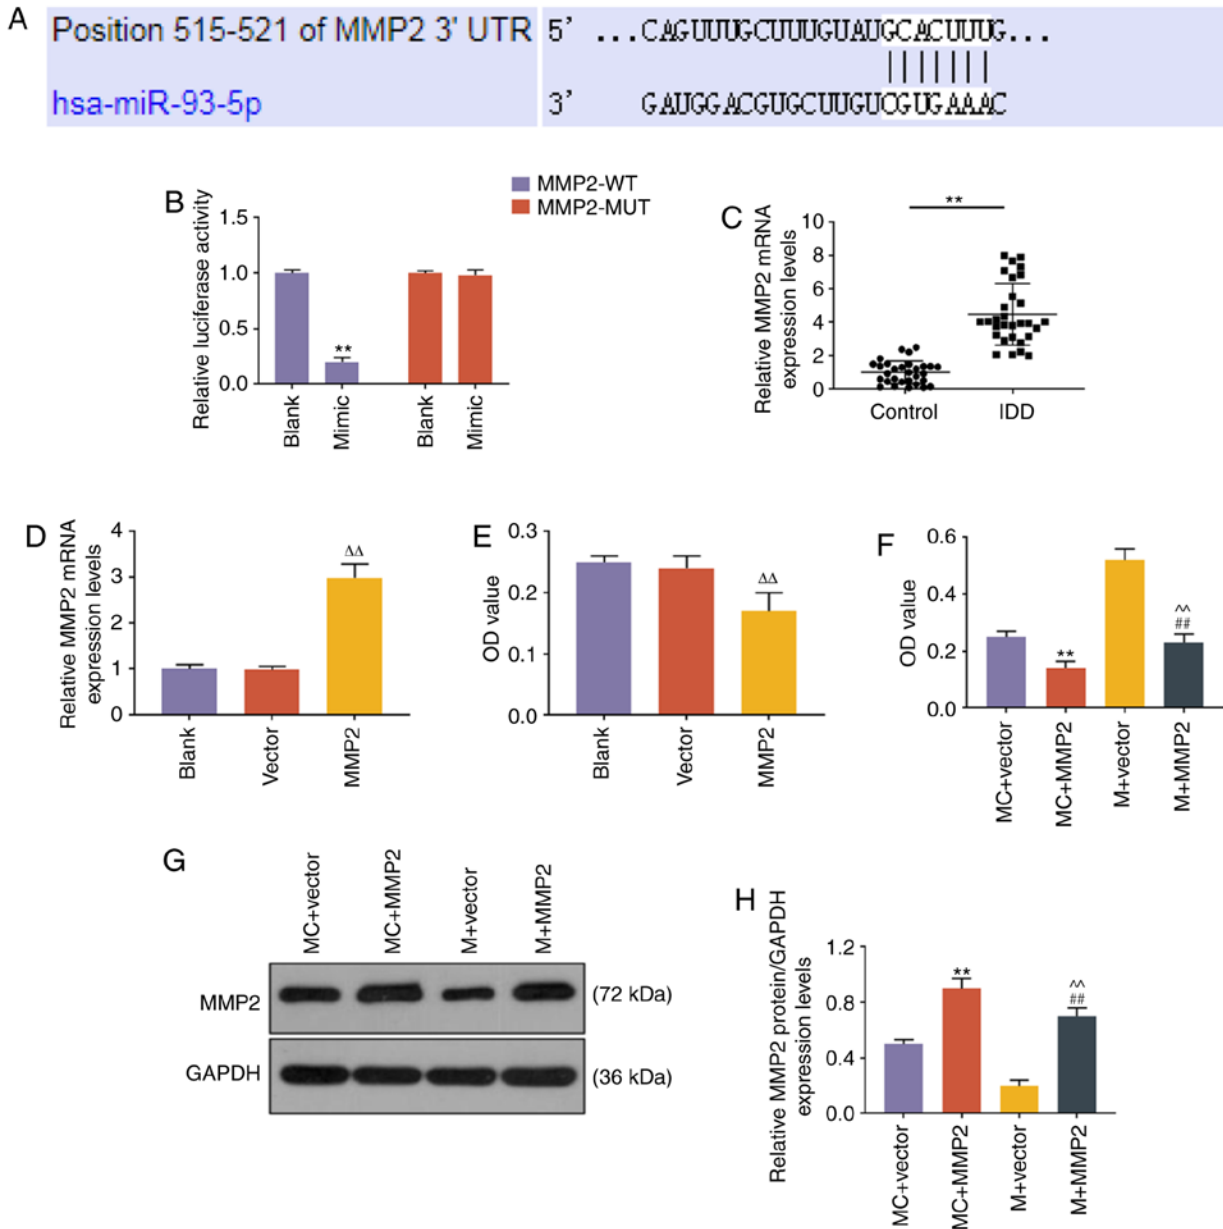 A
Position 515-521 of MMP2 3' UTR 5' ...CAGUUUGCUUUGUAUGCACUUUG...
hsa-miR-93-5p 3' GAUGGACGUGCUUGUCGUGAAAC
B
MMP2-WT
MMP2-MUT
Relative luciferase activity
1.5
1.0
0.5
0.0
**
Blank
Mimic
Blank
Mimic
C
Relative MMP2 mRNA
expression levels
10
8
6
4
2
0
**
Control
IDD
D
Relative MMP2 mRNA
expression levels
4
3
2
1
0
ΔΔ
Blank
Vector
MMP2
E
OD value
0.3
0.2
0.1
0.0
ΔΔ
Blank
Vector
MMP2
F
OD value
0.6
0.4
0.2
0.0
**
^^
##
MC+vector
MC+MMP2
M+vector
M+MMP2
G
MC+vector
MC+MMP2
M+vector
M+MMP2
MMP2 (72 kDa)
GAPDH (36 kDa)
H
Relative MMP2 protein/GAPDH
expression levels
1.2
0.8
0.4
0.0
**
^^
##
MC+vector
MC+MMP2
M+vector
M+MMP2